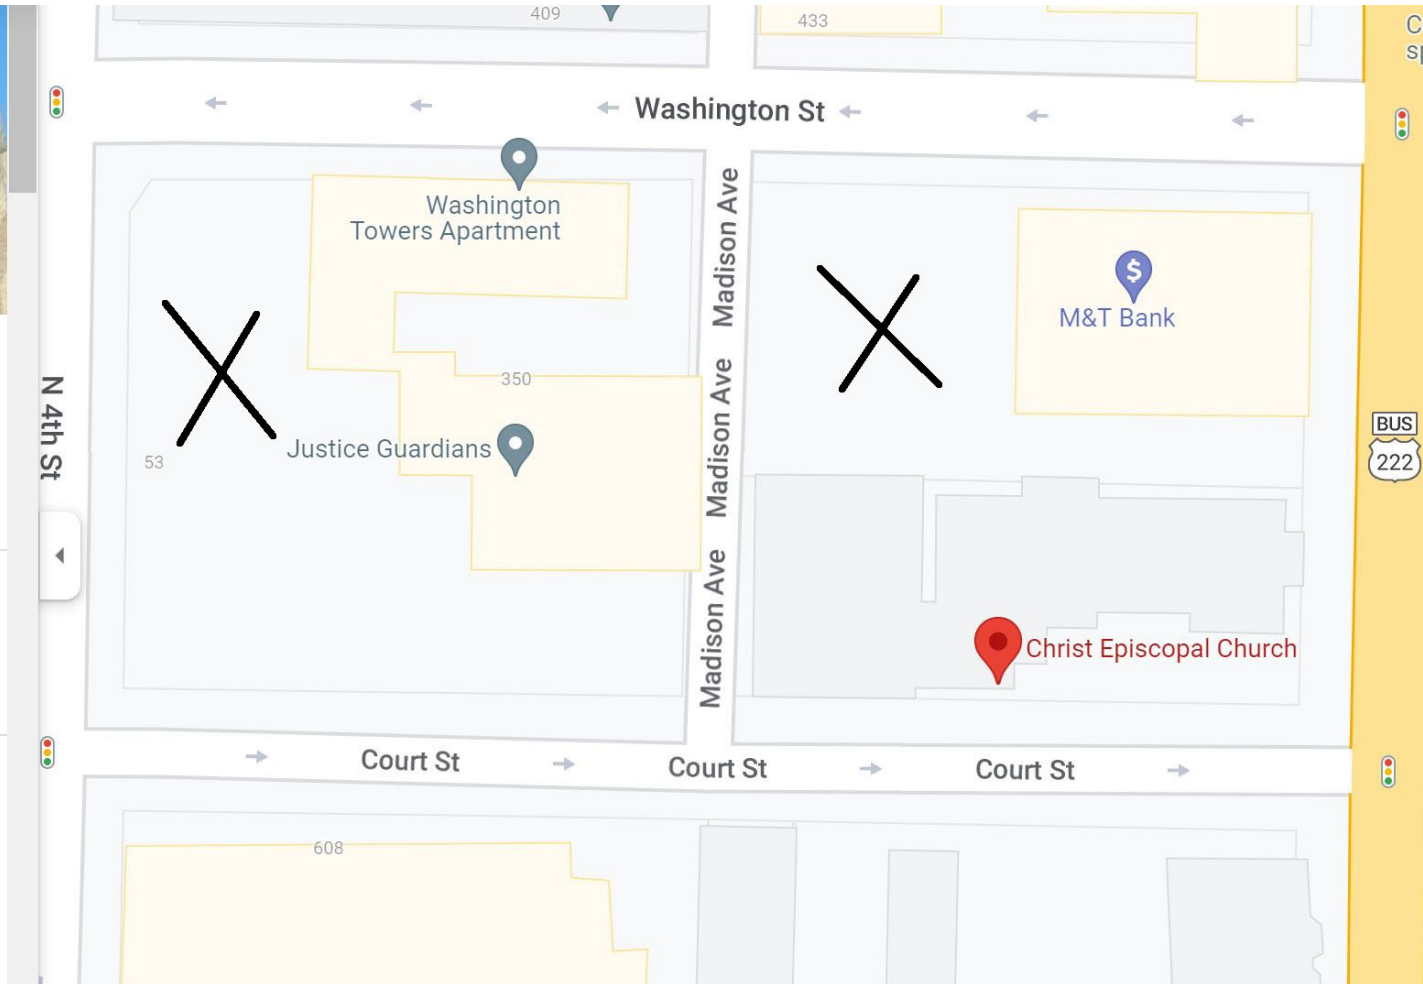 409
433
C
sp
Washington St
Washington
Towers Apartment
Madison Ave
$
M&T Bank
N 4th St
350
Madison Ave
Justice Guardians
53
BUS
222
Madison Ave
Christ Episcopal Church
Court St
Court St
Court St
608